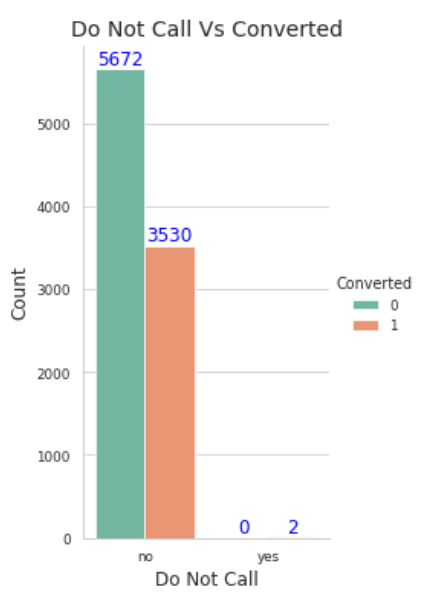 Do Not Call Vs Converted
5672
5000
4000
3530
3000
2000
1000
0
0 2
no yes
Do Not Call
Count
Converted
0
1